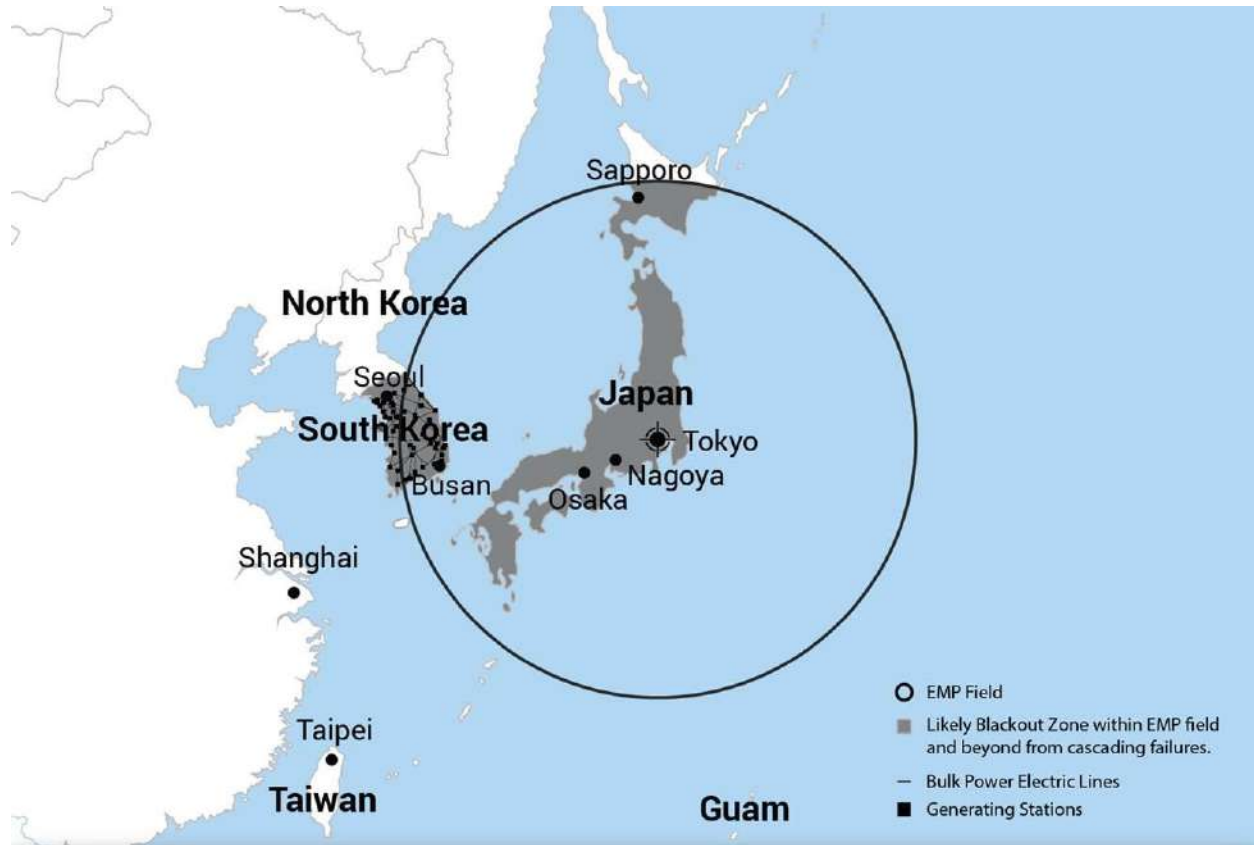 Sapporo
North Korea
Seoul
Japan
South Korea
Tokyo
Nagoya
Busan
Osaka
Shanghai
EMP Field
Likely Blackout Zone within EMP field
and beyond from cascading failures.
Taipei
Bulk Power Electric Lines
Taiwan
Guam
Generating Stations